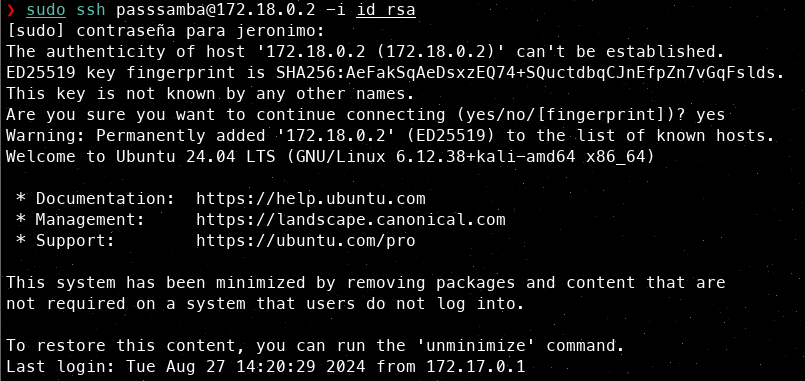 ❯ sudo ssh passsamba@172.18.0.2 -i id_rsa
[sudo] contraseña para jeronimo:
The authenticity of host '172.18.0.2 (172.18.0.2)' can't be established.
ED25519 key fingerprint is SHA256:AeFakSqAeDsxzEQ74+SQuctdbqCJnEfpZn7vGqFslds.
This key is not known by any other names.
Are you sure you want to continue connecting (yes/no/[fingerprint])? yes
Warning: Permanently added '172.18.0.2' (ED25519) to the list of known hosts.
Welcome to Ubuntu 24.04 LTS (GNU/Linux 6.12.38+kali-amd64 x86_64)

 * Documentation:  https://help.ubuntu.com
 * Management:     https://landscape.canonical.com
 * Support:        https://ubuntu.com/pro

This system has been minimized by removing packages and content that are
not required on a system that users do not log into.

To restore this content, you can run the 'unminimize' command.
Last login: Tue Aug 27 14:20:29 2024 from 172.17.0.1